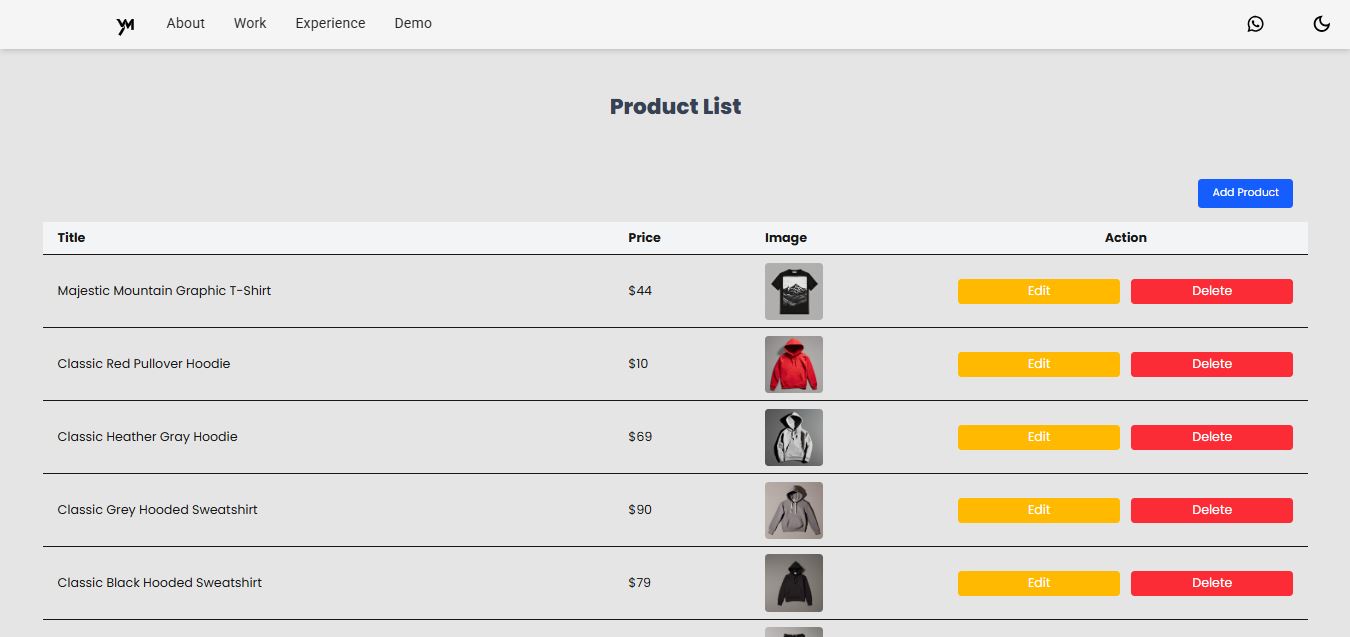 YM About Work Experience Demo
Product List
Add Product
Title Price Image Action
Majestic Mountain Graphic T-Shirt $44 Edit Delete
Classic Red Pullover Hoodie $10 Edit Delete
Classic Heather Gray Hoodie $69 Edit Delete
Classic Grey Hooded Sweatshirt $90 Edit Delete
Classic Black Hooded Sweatshirt $79 Edit Delete